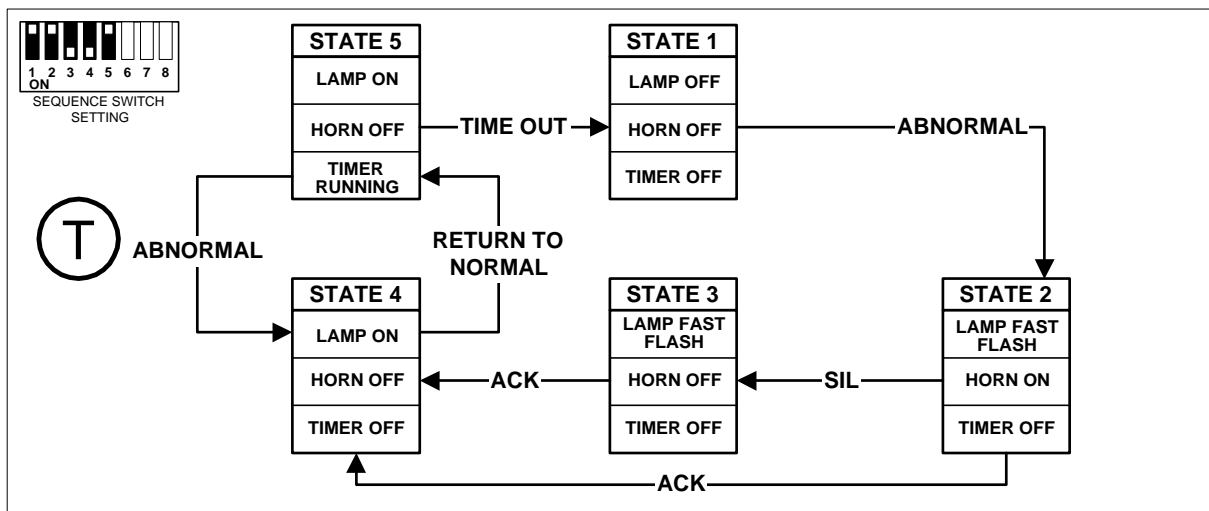 1 2 3 4 5 6 7 8
ON
SEQUENCE SWITCH
SETTING
STATE 5
LAMP ON
HORN OFF
TIMER
RUNNING
TIME OUT
STATE 1
LAMP OFF
HORN OFF
TIMER OFF
ABNORMAL
T
ABNORMAL
RETURN TO
NORMAL
STATE 4
LAMP ON
HORN OFF
TIMER OFF
ACK
STATE 3
LAMP FAST
FLASH
HORN OFF
TIMER OFF
SIL
STATE 2
LAMP FAST
FLASH
HORN ON
TIMER OFF
ACK